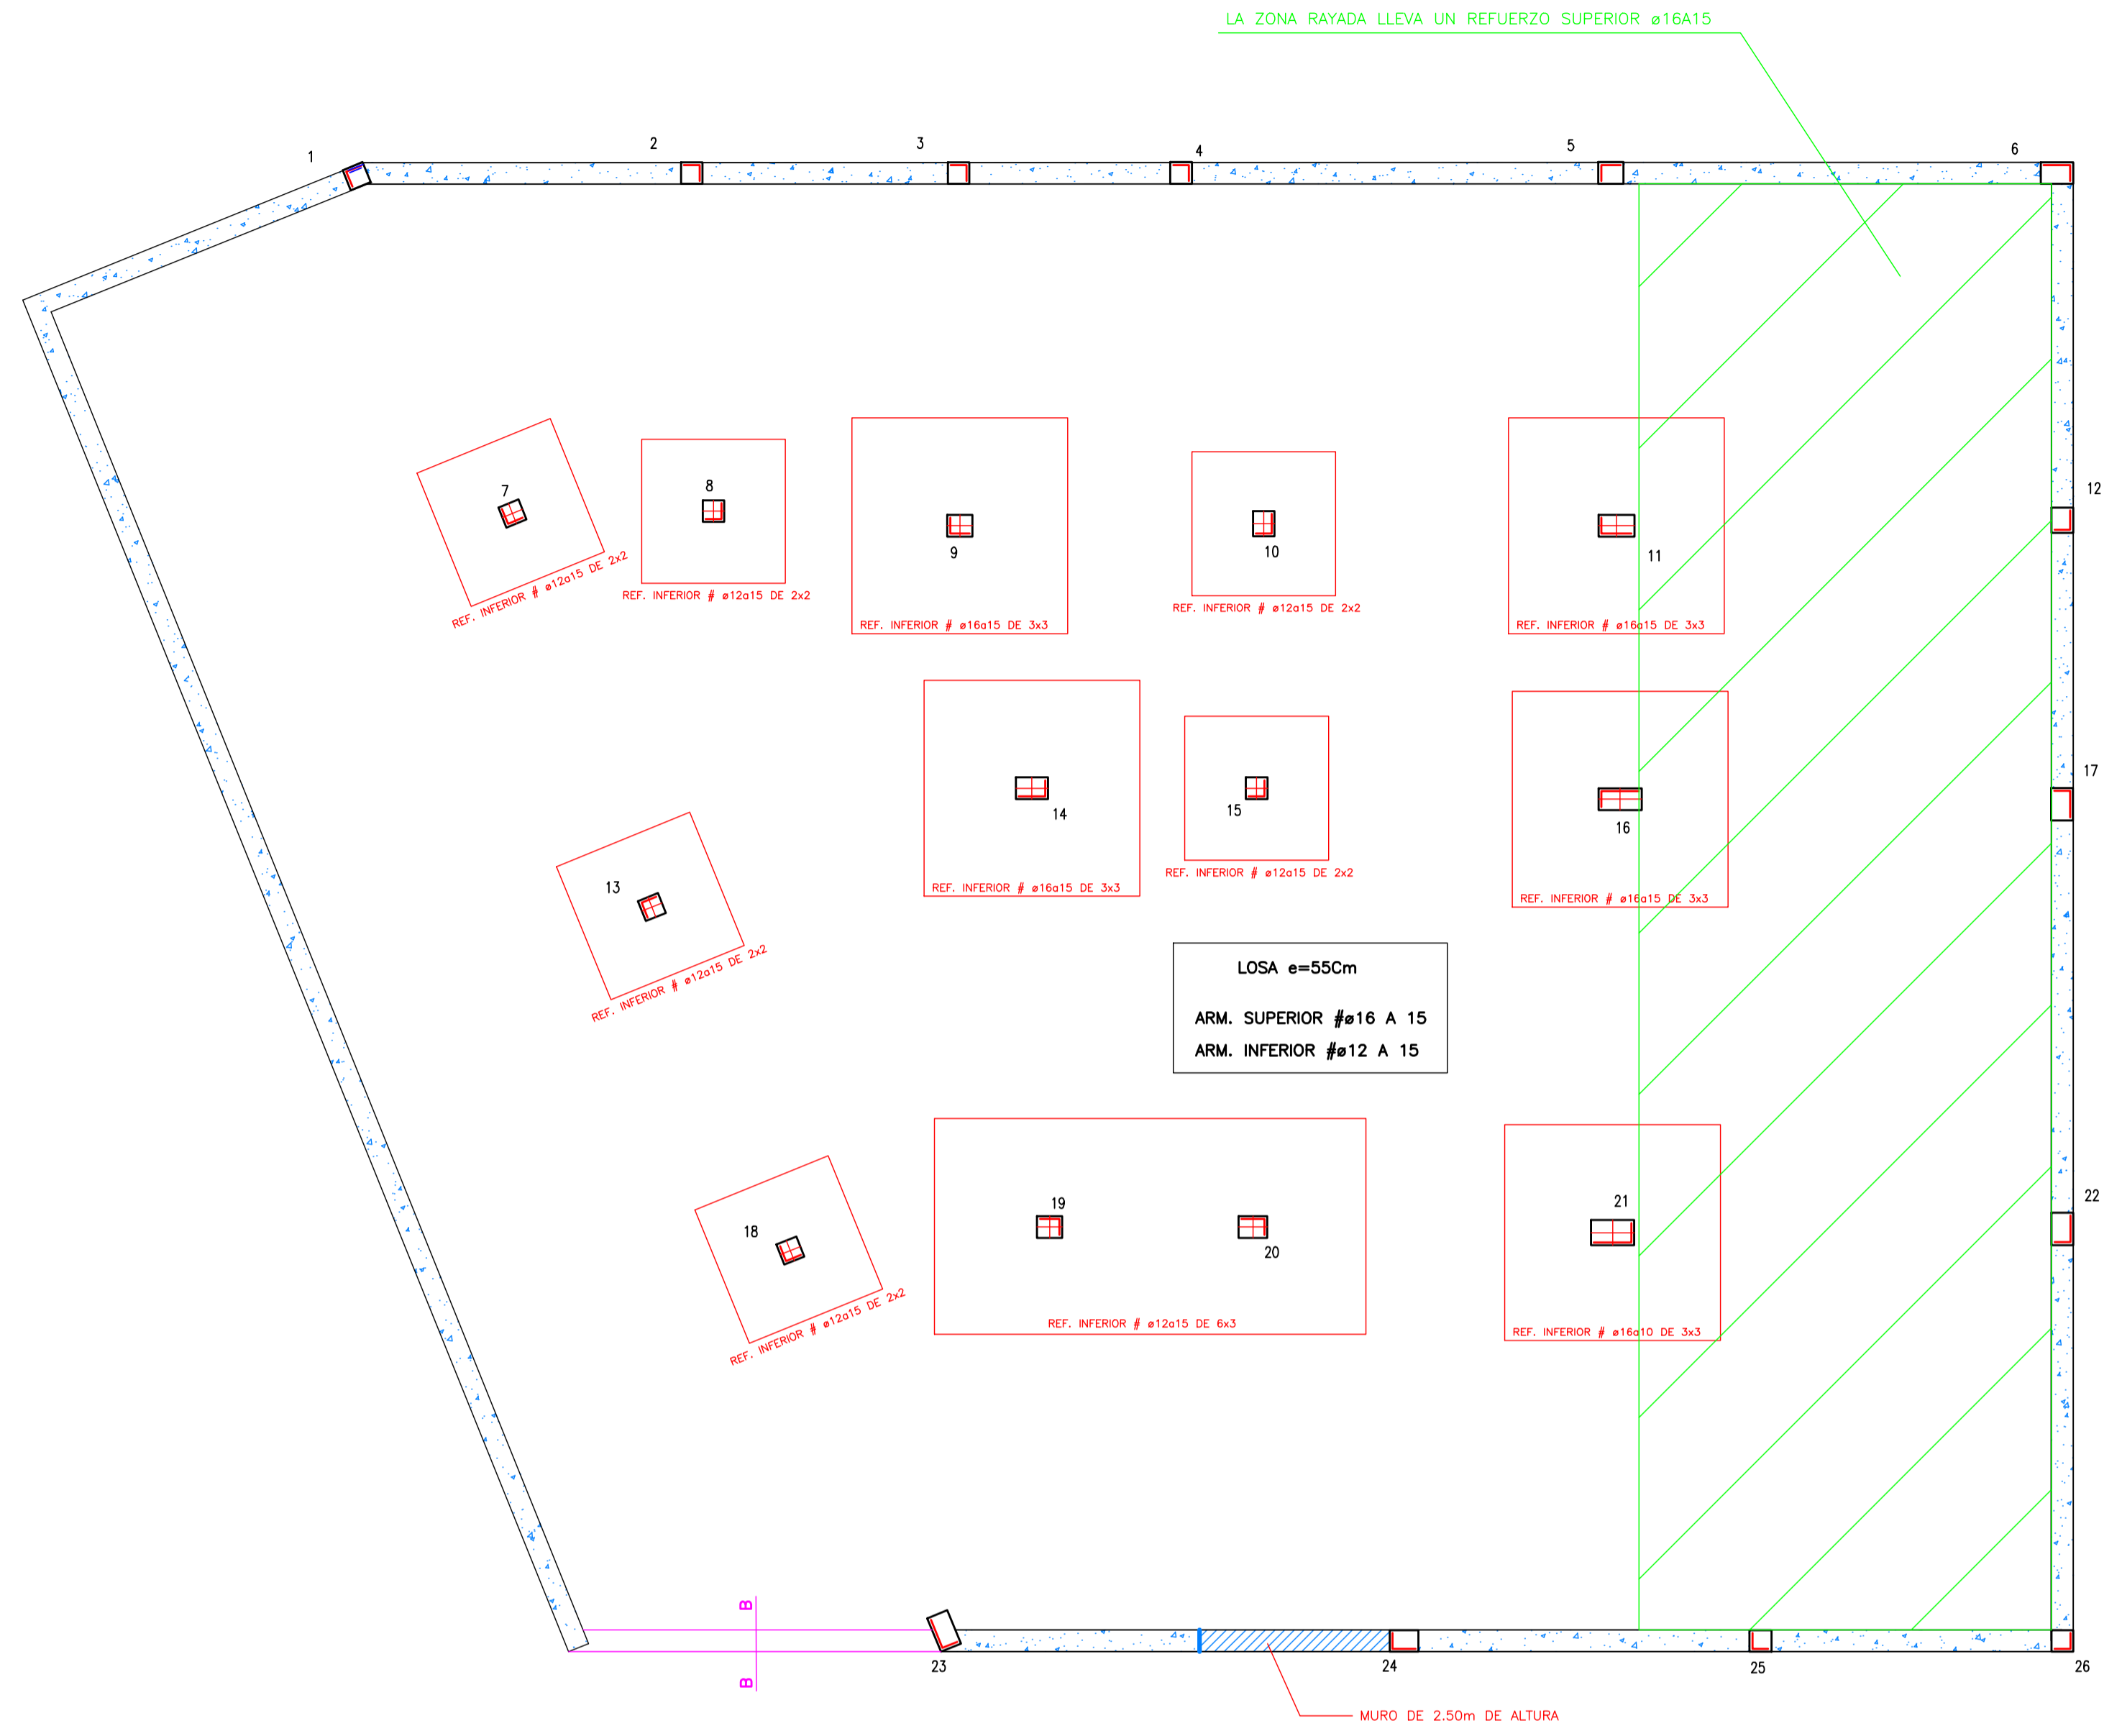 LA ZONA RAYADA LLEVA UN REFUERZO SUPERIOR ø16A15
1
2
3
4
5
6
7
8
9
10
11
12
REF. INFERIOR # ø12a15 DE 2x2
REF. INFERIOR # ø12a15 DE 2x2
REF. INFERIOR # ø16a15 DE 3x3
REF. INFERIOR # ø12a15 DE 2x2
REF. INFERIOR # ø16a15 DE 3x3
13
14
15
16
17
REF. INFERIOR # ø12a15 DE 2x2
REF. INFERIOR # ø16a15 DE 3x3
REF. INFERIOR # ø12a15 DE 2x2
REF. INFERIOR # ø16a15 DE 3x3
LOSA e=55Cm
ARM. SUPERIOR #ø16 A 15
ARM. INFERIOR #ø12 A 15
18
19
20
21
22
REF. INFERIOR # ø12a15 DE 2x2
REF. INFERIOR # ø12a15 DE 6x3
REF. INFERIOR # ø16a10 DE 3x3
B
B
23
24
25
26
MURO DE 2.50m DE ALTURA